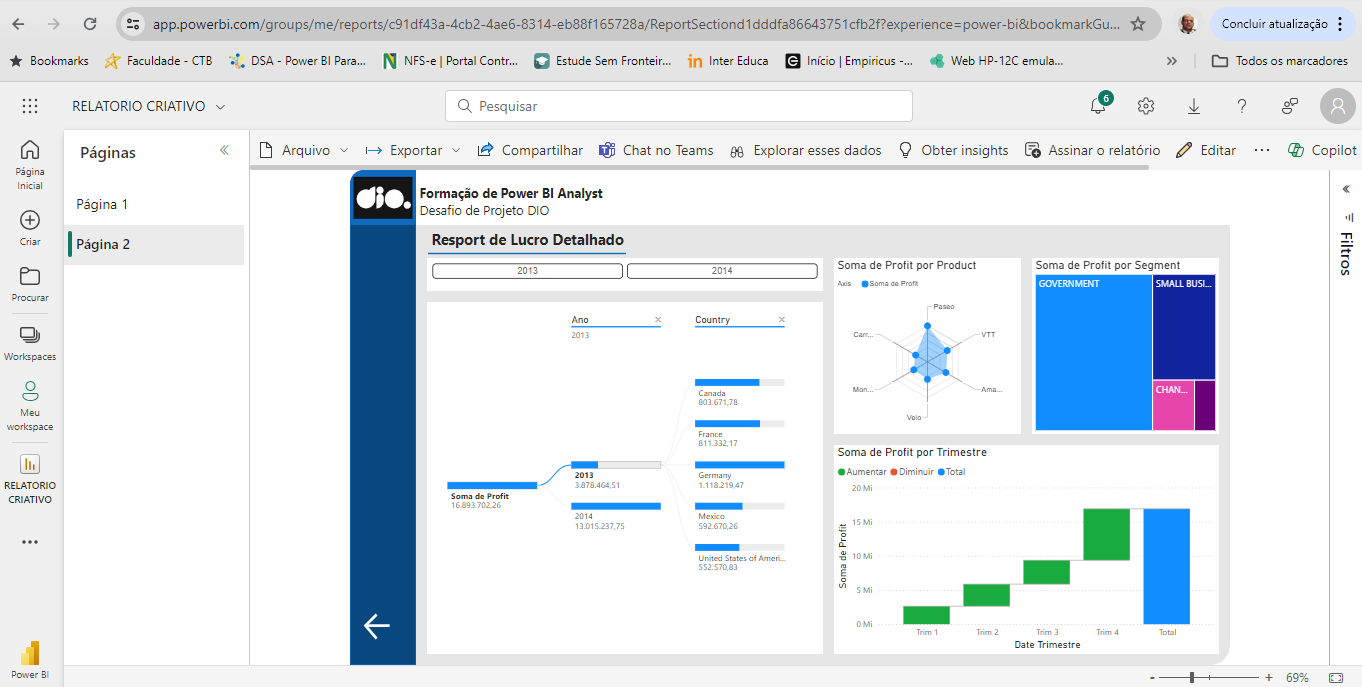 app.powerbi.com/groups/me/reports/c91df43a-4cb2-4ae6-8314-eb88f165728a/ReportSectiond1dddfa86643751cfb2f?experience=power-bi&bookmarkGu...
Concluir atualização
Bookmarks
Faculdade - CTB
DSA - Power BI Para...
NFS-e | Portal Contr...
Estude Sem Fronteir...
in Inter Educa
Início | Empiricus -...
Web HP-12C emula...
»
Todos os marcadores
RELATORIO CRIATIVO
Pesquisar
6
Página Inicial
Criar
Procurar
Workspaces
Meu workspace
RELATORIO CRIATIVO
Power BI
Páginas
Página 1
Página 2
Arquivo
Exportar
Compartilhar
Chat no Teams
Explorar esses dados
Obter insights
Assinar o relatório
Editar
Copilot
dio.
Formação de Power BI Analyst
Desafio de Projeto DIO
Resport de Lucro Detalhado
2013
2014
Ano
2013
Country
Soma de Profit
16.893.702,26
2013
3.878.464,51
2014
13.015.237,75
Canada
803.671,78
France
811.332,17
Germany
1.118.219,47
Mexico
592.670,26
United States of Ameri...
552.570,83
Soma de Profit por Product
Axis
Soma de Profit
Paseo
VTT
Ama...
Velo
Mon...
Carr...
Soma de Profit por Segment
GOVERNMENT
SMALL BUSI...
CHAN...
Soma de Profit por Trimestre
Aumentar
Diminuir
Total
Soma de Profit
20 Mi
15 Mi
10 Mi
5 Mi
0 Mi
Trim 1
Trim 2
Trim 3
Trim 4
Total
Date Trimestre
Filtros
- + 69%